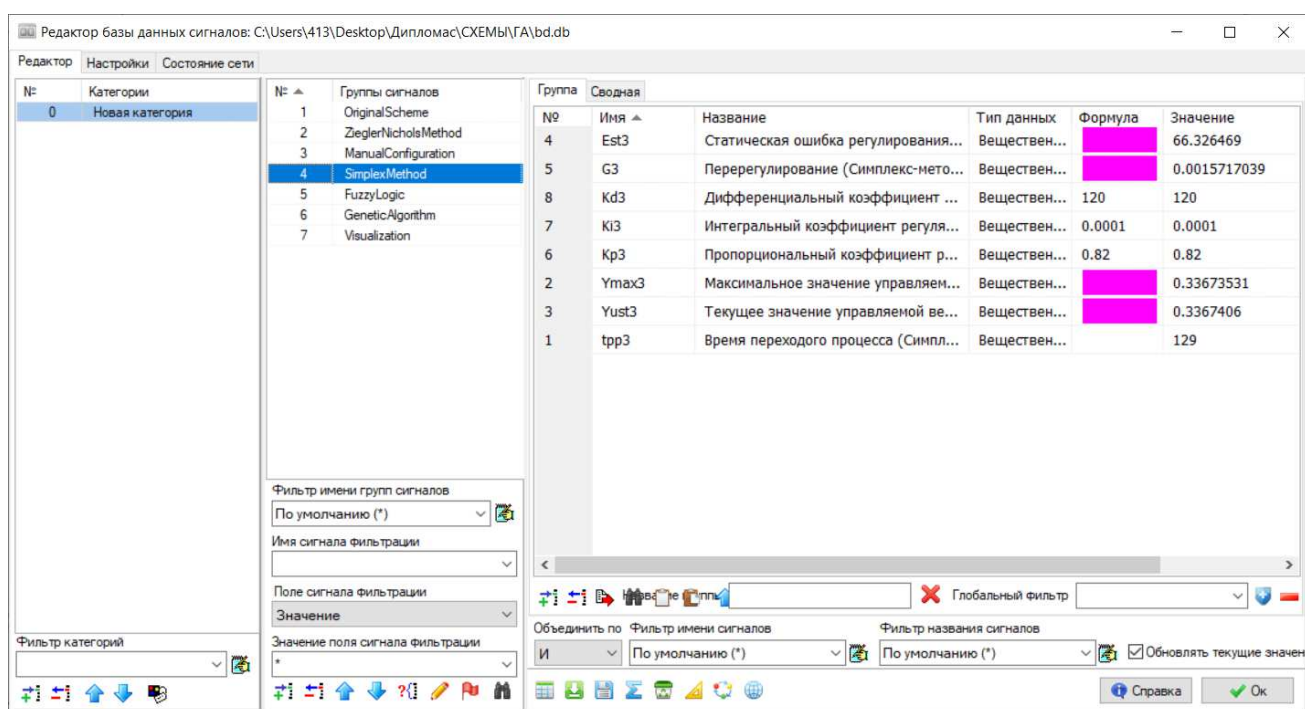 Редактор базы данных сигналов: C:\Users\413\Desktop\Дипломас\СХЕМЫ\ГА\bd.db
Редактор Настройки Состояние сети
№ Категории
0 Новая категория
Фильтр категорий
№ Группы сигналов
1 OriginalScheme
2 ZieglerNicholsMethod
3 ManualConfiguration
4 SimplexMethod
5 FuzzyLogic
6 GeneticAlgorithm
7 Visualization
Фильтр имени групп сигналов
По умолчанию (*)
Имя сигнала фильтрации
Поле сигнала фильтрации
Значение
Значение поля сигнала фильтрации
*
Группа Сводная
№ Имя Название Тип данных Формула Значение
4 Est3 Статическая ошибка регулирования... Веществен... 66.326469
5 G3 Перерегулирование (Симплекс-мето... Веществен... 0.0015717039
8 Kd3 Дифференциальный коэффициент ... Веществен... 120 120
7 Ki3 Интегральный коэффициент регуля... Веществен... 0.0001 0.0001
6 Kp3 Пропорциональный коэффициент р... Веществен... 0.82 0.82
2 Ymax3 Максимальное значение управляем... Веществен... 0.33673531
3 Yust3 Текущее значение управляемой ве... Веществен... 0.3367406
1 tpp3 Время переходого процесса (Симпл... Веществен... 129
Глобальный фильтр
Объединить по Фильтр имени сигналов Фильтр названия сигналов
И По умолчанию (*) По умолчанию (*) Обновлять текущие значен
Справка Ок